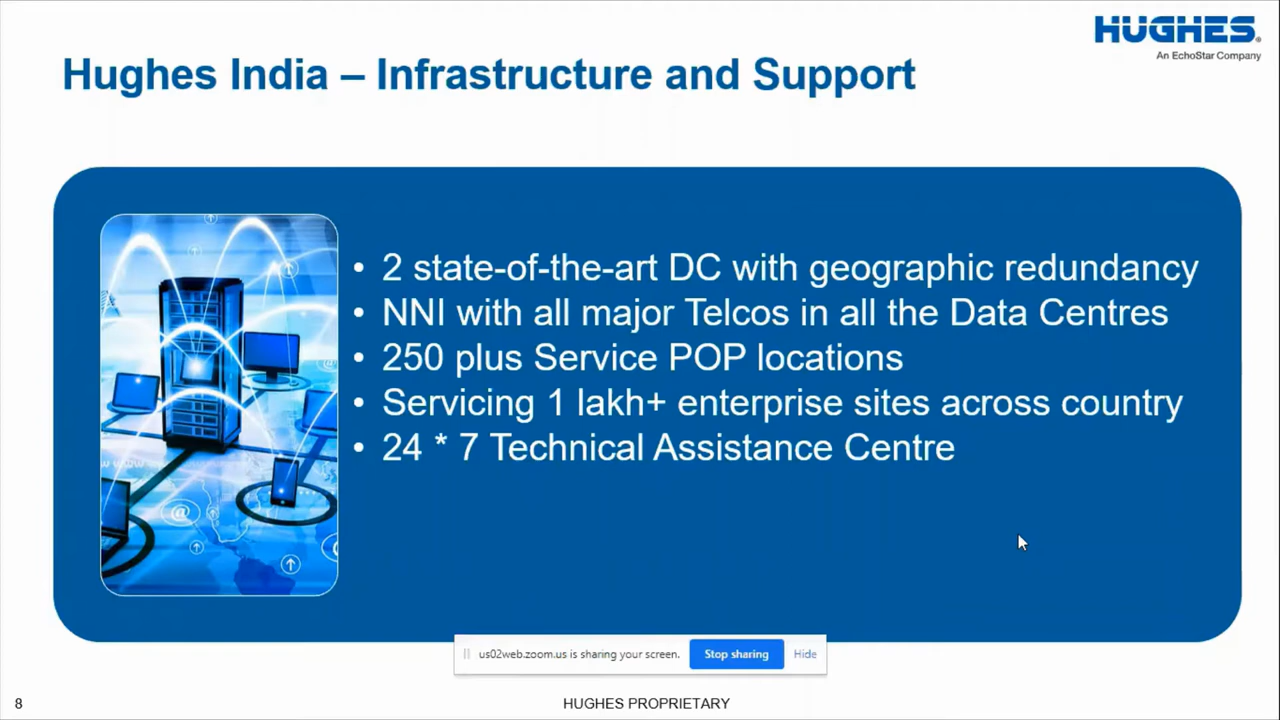 HUGHES®
An EchoStar Company
Hughes India – Infrastructure and Support
• 2 state-of-the-art DC with geographic redundancy
• NNI with all major Telcos in all the Data Centres
• 250 plus Service POP locations
• Servicing 1 lakh+ enterprise sites across country
• 24 * 7 Technical Assistance Centre
us02web.zoom.us is sharing your screen. Stop sharing Hide
8 HUGHES PROPRIETARY